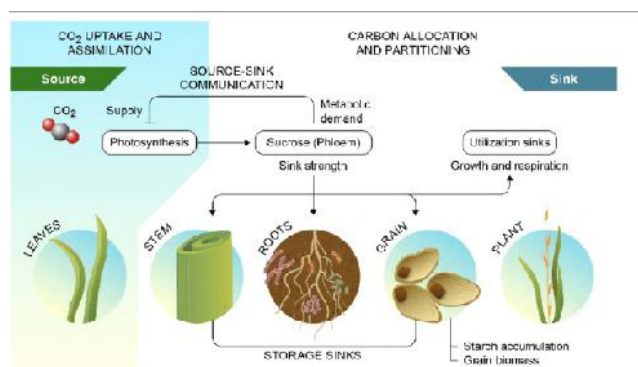 CO₂ UPTAKE AND
ASSIMILATION
CARBON ALLOCATION
AND PARTITIONING
Source
SOURCE-SINK
COMMUNICATION
Sink
CO₂
Supply
Metabolic
demand
Photosynthesis
Sucrose (Phloem)
Utilization sinks
Sink strength
Growth and respiration
LEAVES
STEM
ROOTS
GRAIN
PLANT
STORAGE SINKS
Starch accumulation
Grain biomass